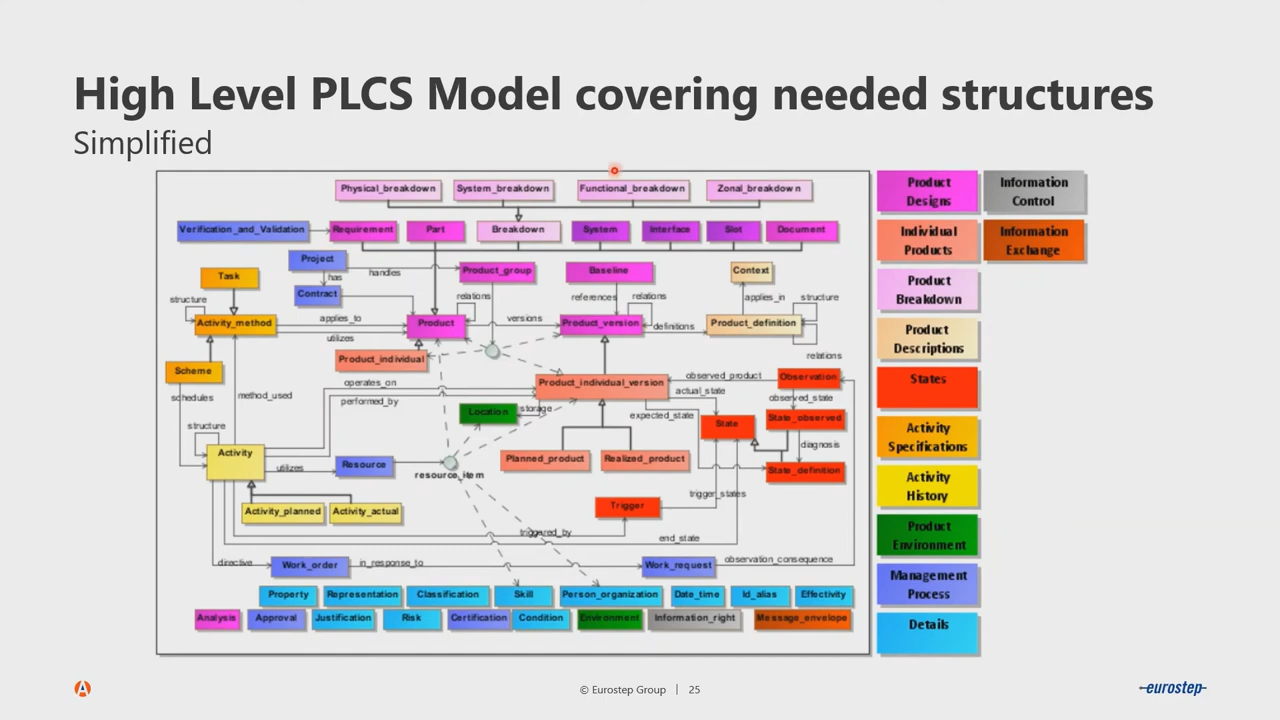 High Level PLCS Model covering needed structures
Simplified
Physical_breakdown System_breakdown Functional_breakdown Zonal_breakdown
Verification_and_Validation Requirement Part Breakdown System Interface Slot Document
Project
handles
Product_group Baseline Context
Task
has
structure
Contract
relations references relations applies_in structure
Activity_method applies_to Product versions Product_version definitions Product_definition
utilizes
Product_individual relations
Scheme
schedules method_used
operates_on
performed_by
Product_individual_version observed_product Observation
actual_state observed_state
Location storage expected_state State State_observed
structure
Activity diagnosis
utilizes Resource resource_item Planned_product Realized_product State_definition
trigger_states
Activity_planned Activity_actual Trigger
triggered_by end_state
directive Work_order in_response_to Work_request observation_consequence
Property Representation Classification Skill Person_organization Date_time Id_alias Effectivity
Analysis Approval Justification Risk Certification Condition Environment Information_right Message_envelope
Product
Designs
Information
Control
Individual
Products
Information
Exchange
Product
Breakdown
Product
Descriptions
States
Activity
Specifications
Activity
History
Product
Environment
Management
Process
Details
© Eurostep Group | 25
eurostep